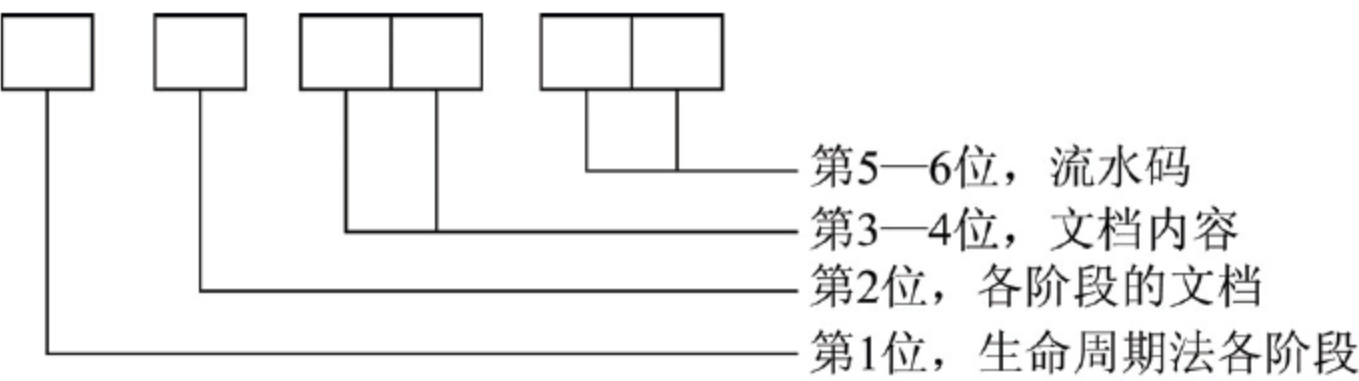 第5—6位，流水码
第3—4位，文档内容
第2位，各阶段的文档
第1位，生命周期法各阶段